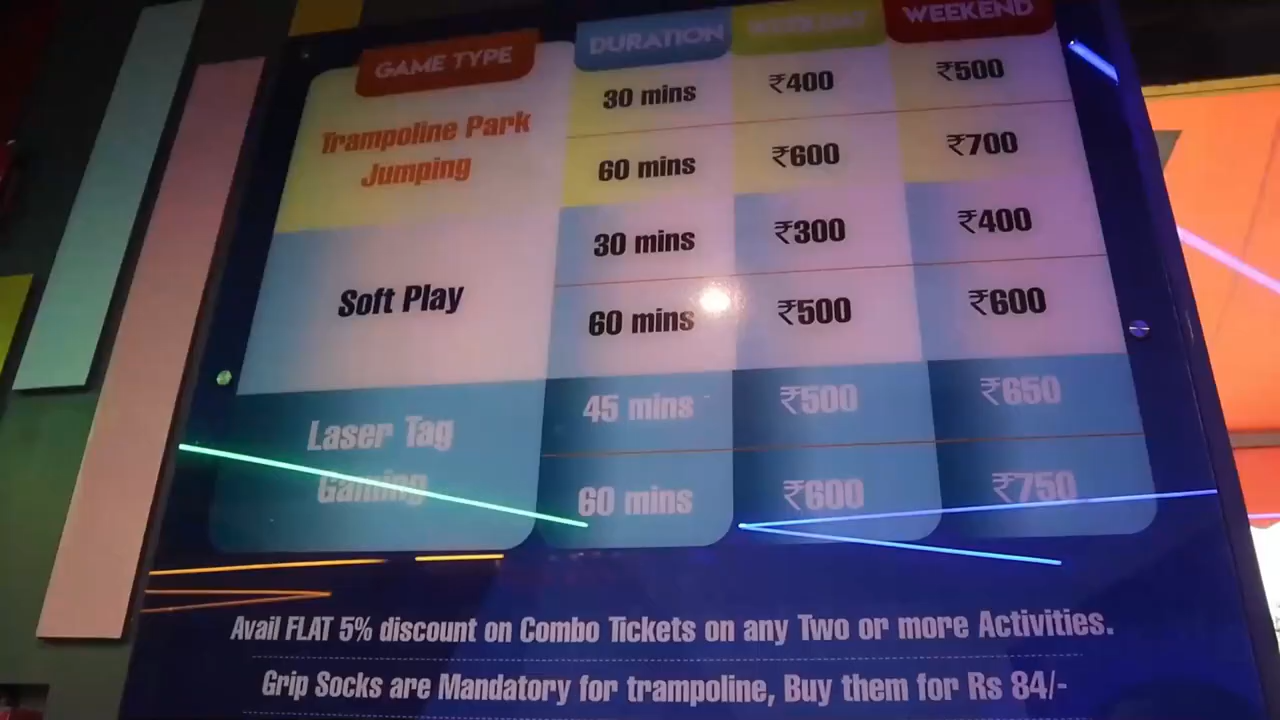 GAME TYPE DURATION WEEKDAY WEEKEND
Trampoline Park
Jumping
30 mins ₹400 ₹500
60 mins ₹600 ₹700
Soft Play
30 mins ₹300 ₹400
60 mins ₹500 ₹600
Laser Tag
Gaming
45 mins ₹500 ₹650
60 mins ₹600 ₹750
Avail FLAT 5% discount on Combo Tickets on any Two or more Activities.
Grip Socks are Mandatory for trampoline, Buy them for Rs 84/-